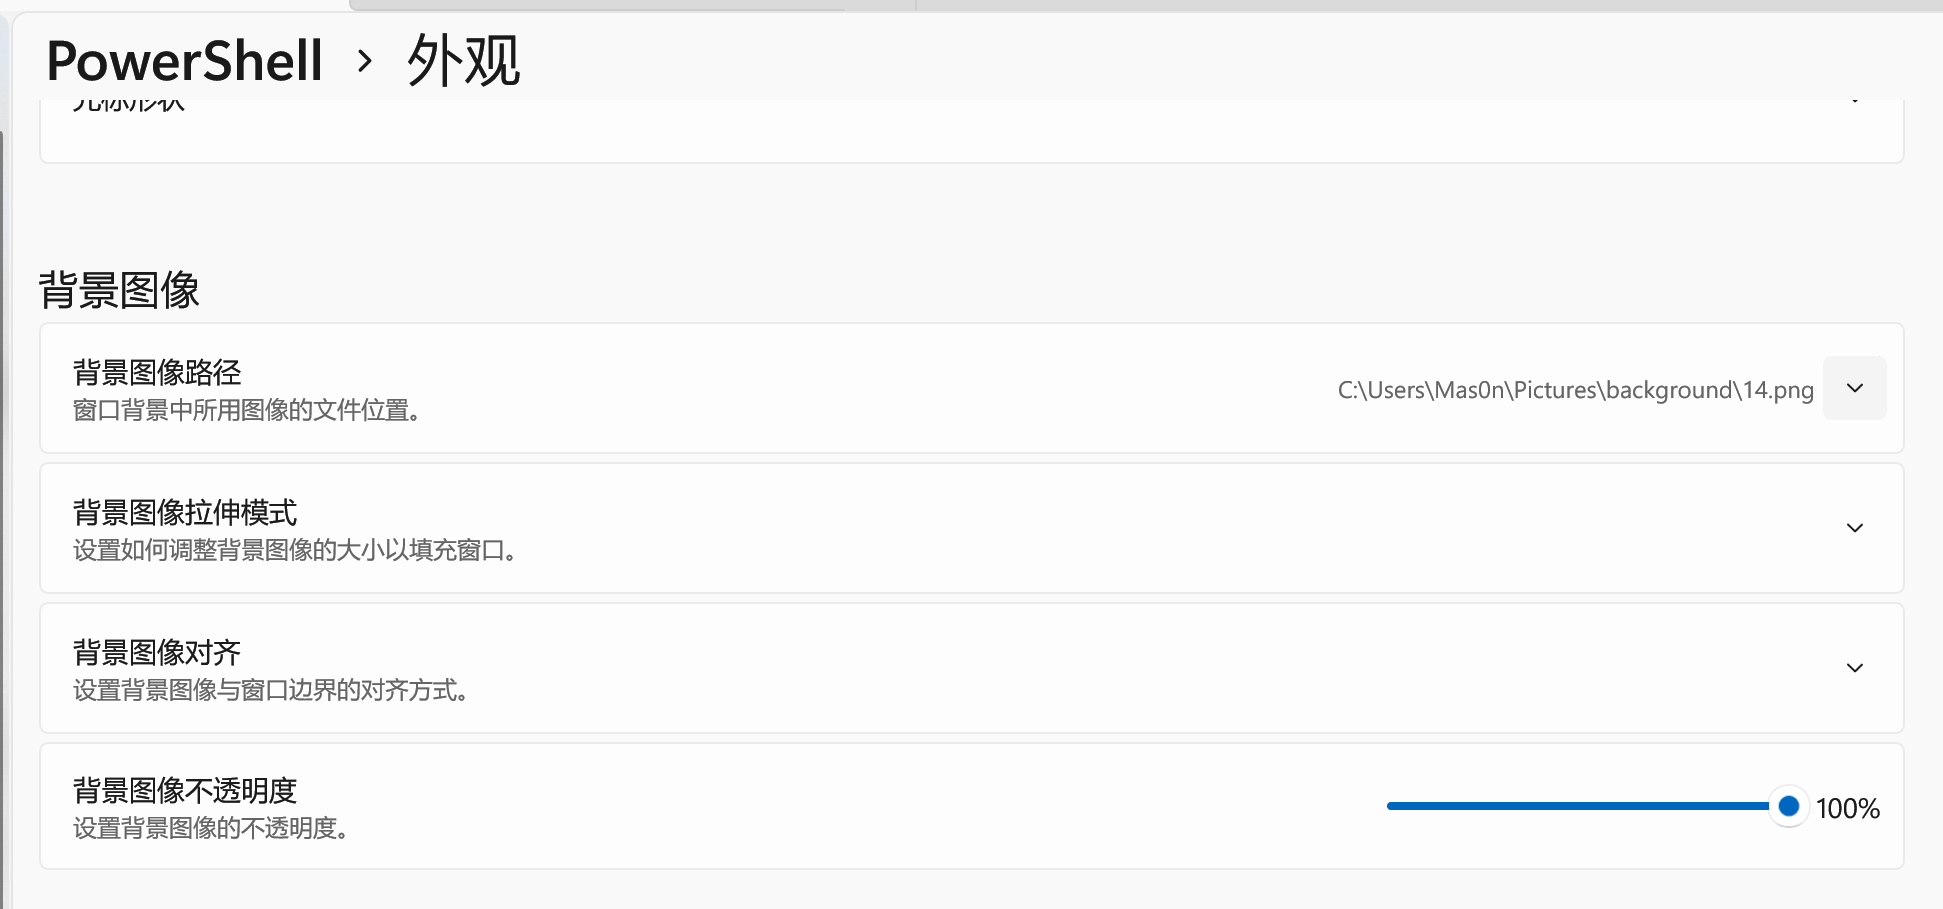 PowerShell › 外观
光标形状
背景图像
背景图像路径
窗口背景中所用图像的文件位置。
C:\Users\Mas0n\Pictures\background\14.png
背景图像拉伸模式
设置如何调整背景图像的大小以填充窗口。
背景图像对齐
设置背景图像与窗口边界的对齐方式。
背景图像不透明度
设置背景图像的不透明度。
100%